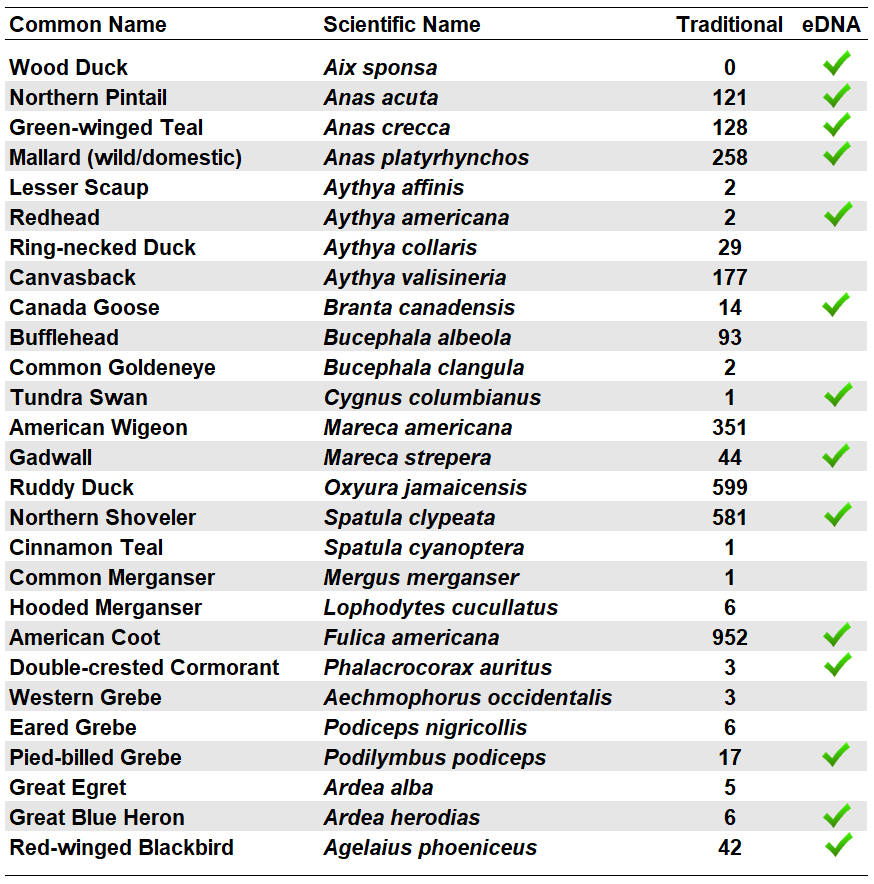 Common Name Scientific Name Traditional eDNA
Wood Duck Aix sponsa 0 ✓
Northern Pintail Anas acuta 121 ✓
Green-winged Teal Anas crecca 128 ✓
Mallard (wild/domestic) Anas platyrhynchos 258 ✓
Lesser Scaup Aythya affinis 2
Redhead Aythya americana 2 ✓
Ring-necked Duck Aythya collaris 29
Canvasback Aythya valisineria 177
Canada Goose Branta canadensis 14 ✓
Bufflehead Bucephala albeola 93
Common Goldeneye Bucephala clangula 2
Tundra Swan Cygnus columbianus 1 ✓
American Wigeon Mareca americana 351
Gadwall Mareca strepera 44 ✓
Ruddy Duck Oxyura jamaicensis 599
Northern Shoveler Spatula clypeata 581 ✓
Cinnamon Teal Spatula cyanoptera 1
Common Merganser Mergus merganser 1
Hooded Merganser Lophodytes cucullatus 6
American Coot Fulica americana 952 ✓
Double-crested Cormorant Phalacrocorax auritus 3 ✓
Western Grebe Aechmophorus occidentalis 3
Eared Grebe Podiceps nigricollis 6
Pied-billed Grebe Podilymbus podiceps 17 ✓
Great Egret Ardea alba 5
Great Blue Heron Ardea herodias 6 ✓
Red-winged Blackbird Agelaius phoeniceus 42 ✓